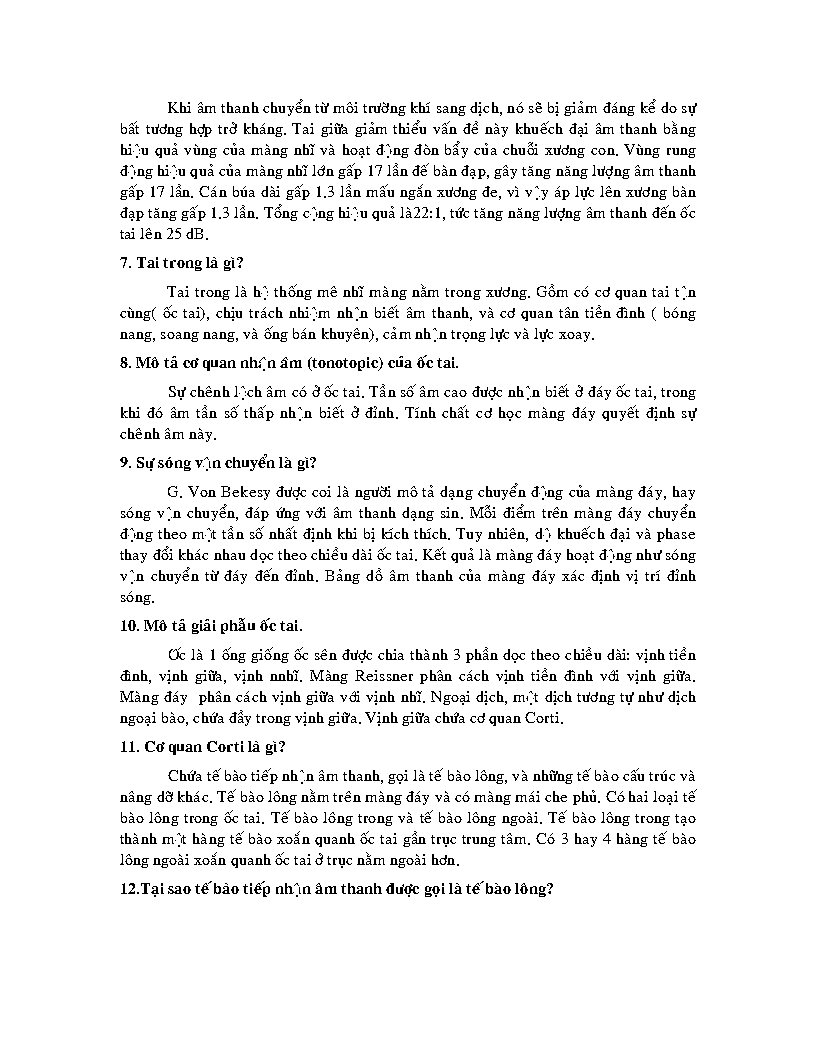 Khi âm thanh chuyển từ môi trường khí sang dịch, nó sẽ bị giảm đáng kể do sự
bất tương hợp trở kháng. Tai giữa giảm thiểu vấn đề này khuếch đại âm thanh bằng
hiệu quả vùng của màng nhĩ và hoạt động đòn bẩy của chuỗi xương con. Vùng rung
động hiệu quả của màng nhĩ lớn gấp 17 lần đế bàn đạp, gây tăng năng lượng âm thanh
gấp 17 lần. Cán búa dài gấp 1.3 lần mấu ngắn xương đe, vì vậy áp lực lên xương bàn
đạp tăng gấp 1.3 lần. Tổng cộng hiệu quả là22:1, tức tăng năng lượng âm thanh đến ốc
tai lên 25 dB.
7. Tai trong là gì?
Tai trong là hệ thống mê nhĩ màng nằm trong xương. Gồm có cơ quan tai tận
cùng( ốc tai), chịu trách nhiệm nhận biết âm thanh, và cơ quan tân tiền đình ( bóng
nang, soang nang, và ống bán khuyên), cảm nhận trọng lực và lực xoay.
8. Mô tả cơ quan nhận âm (tonotopic) của ốc tai.
Sự chênh lệch âm có ở ốc tai. Tần số âm cao được nhận biết ở đáy ốc tai, trong
khi đó âm tần số thấp nhận biết ở đỉnh. Tính chất cơ học màng đáy quyết định sự
chênh âm này.
9. Sự sóng vận chuyển là gì?
G. Von Bekesy được coi là người mô tả dạng chuyển động của màng đáy, hay
sóng vận chuyển, đáp ứng với âm thanh dạng sin. Mỗi điểm trên màng đáy chuyển
động theo một tần số nhất định khi bị kích thích. Tuy nhiên, độ khuếch đại và phase
thay đổi khác nhau dọc theo chiều dài ốc tai. Kết quả là màng đáy hoạt động như sóng
vận chuyển từ đáy đến đỉnh. Bảng dồ âm thanh của màng đáy xác định vị trí đỉnh
sóng.
10. Mô tả giải phẫu ốc tai.
Ơc là 1 ống giống ốc sên được chia thành 3 phần dọc theo chiều dài: vịnh tiền
đình, vịnh giữa, vịnh nnhĩ. Màng Reissner phân cách vịnh tiền đình với vịnh giữa.
Màng đáy phân cách vịnh giữa với vịnh nhĩ. Ngoại dịch, một dịch tương tự như dịch
ngoại bào, chứa đầy trong vịnh giữa. Vịnh giữa chứa cơ quan Corti.
11. Cơ quan Corti là gì?
Chứa tế bào tiếp nhận âm thanh, gọi là tế bào lông, và những tế bào cấu trúc và
nâng dỡ khác. Tế bào lông nằm trên màng đáy và có màng mái che phủ. Có hai loại tế
bào lông trong ốc tai. Tế bào lông trong và tế bào lông ngoài. Tế bào lông trong tạo
thành một hàng tế bào xoắn quanh ốc tai gần trục trung tâm. Có 3 hay 4 hàng tế bào
lông ngoài xoắn quanh ốc tai ở trục nằm ngoài hơn.
12.Tại sao tế bảo tiếp nhận âm thanh được gọi là tế bào lông?